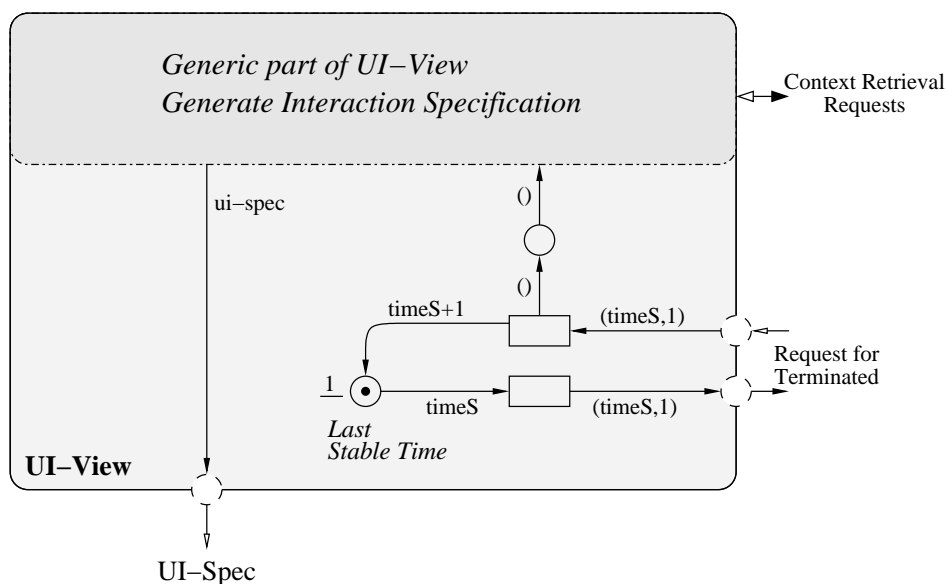 Generic part of UI–View
Generate Interaction Specification
Context Retrieval
Requests
ui–spec
()
()
timeS+1
(timeS,1)
Request for
Terminated
1
timeS
(timeS,1)
Last
Stable Time
UI–View
UI–Spec